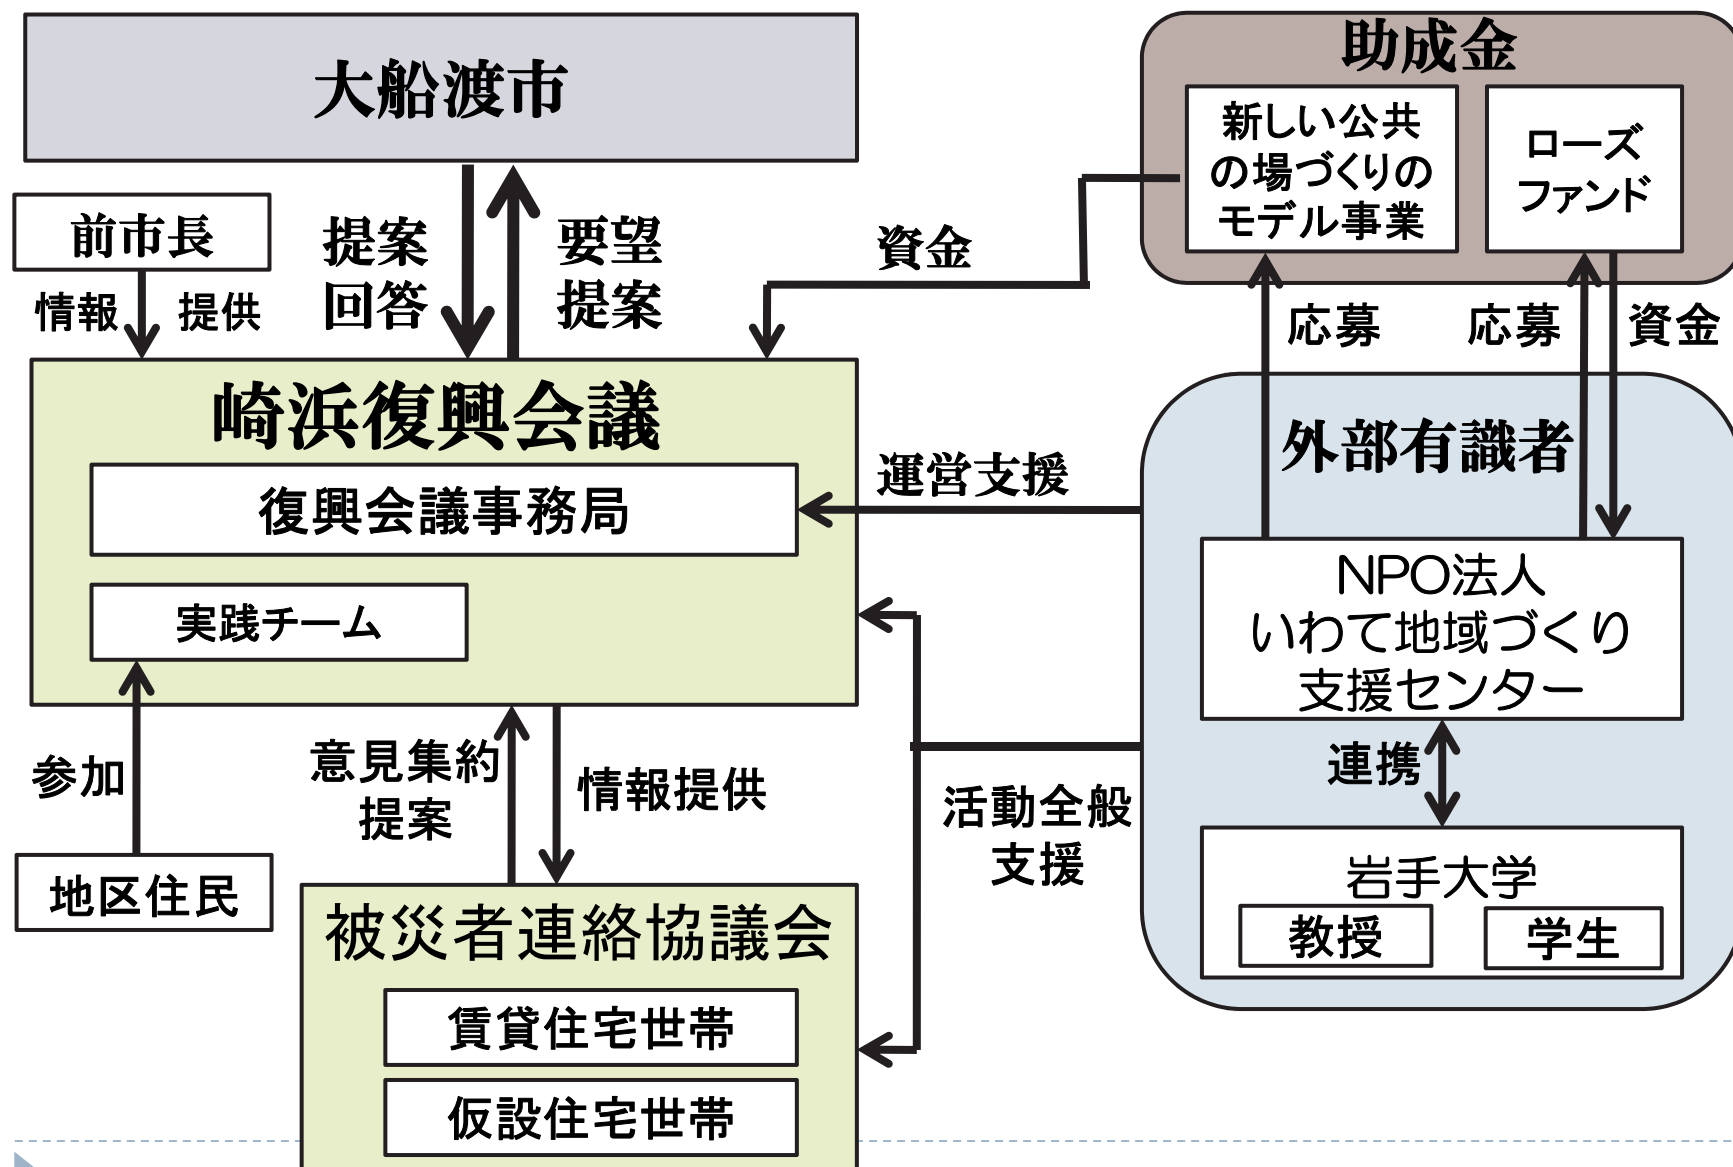 大船渡市
助成金
新しい公共
の場づくりの
モデル事業
ローズ
ファンド
前市長
情報 提供
提案
回答
要望
提案
資金
応募
応募
資金
崎浜復興会議
復興会議事務局
実践チーム
運営支援
外部有識者
NPO法人
いわて地域づくり
支援センター
連携
岩手大学
教授
学生
参加
意見集約
提案
情報提供
活動全般
支援
地区住民
被災者連絡協議会
賃貸住宅世帯
仮設住宅世帯